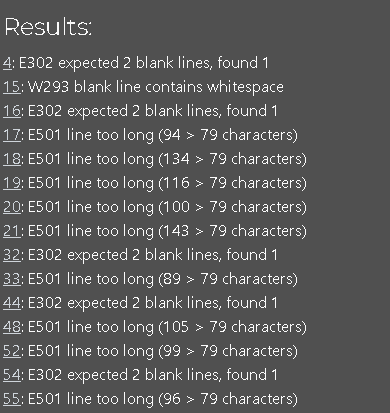 Results:
4: E302 expected 2 blank lines, found 1
15: W293 blank line contains whitespace
16: E302 expected 2 blank lines, found 1
17: E501 line too long (94 > 79 characters)
18: E501 line too long (134 > 79 characters)
19: E501 line too long (116 > 79 characters)
20: E501 line too long (100 > 79 characters)
21: E501 line too long (143 > 79 characters)
32: E302 expected 2 blank lines, found 1
33: E501 line too long (89 > 79 characters)
44: E302 expected 2 blank lines, found 1
48: E501 line too long (105 > 79 characters)
52: E501 line too long (99 > 79 characters)
54: E302 expected 2 blank lines, found 1
55: E501 line too long (96 > 79 characters)